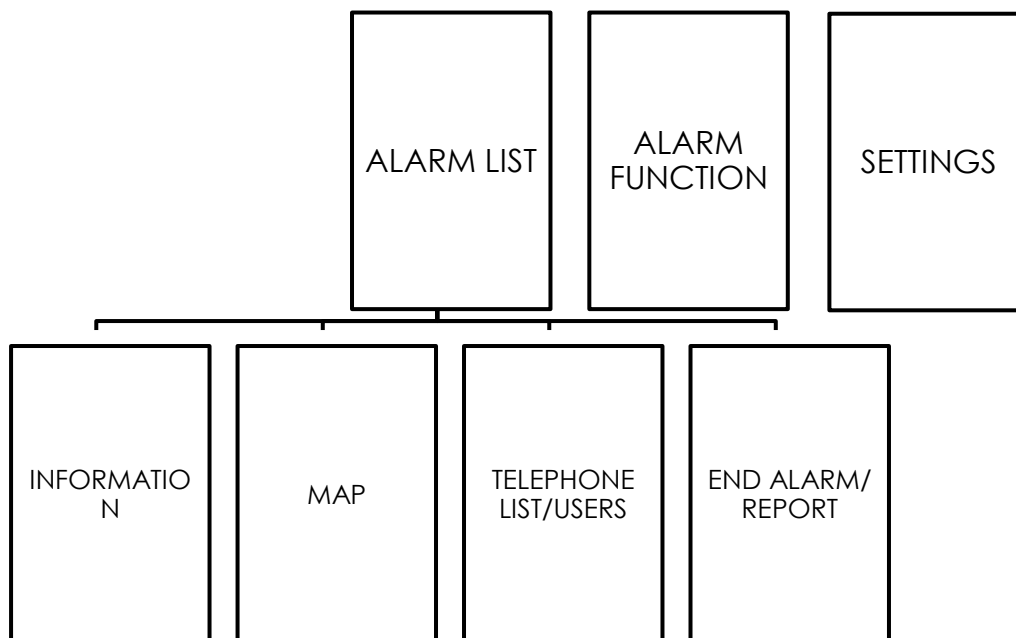 ALARM LIST
ALARM
FUNCTION
SETTINGS
INFORMATIO
N
MAP
TELEPHONE
LIST/USERS
END ALARM/
REPORT